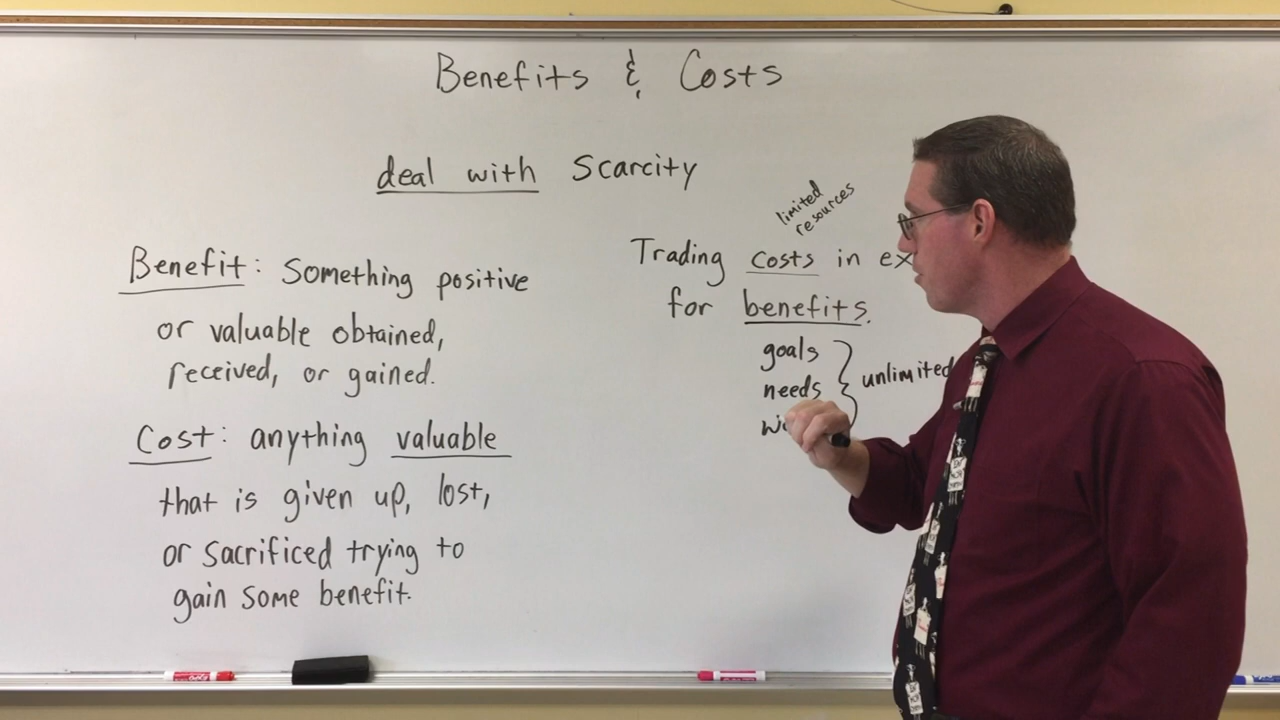 Benefits & Costs
deal with Scarcity
Benefit: Something positive
or valuable obtained,
received, or gained.
Cost: anything valuable
that is given up, lost,
or sacrificed trying to
gain some benefit.
limited
resources
Trading costs in
for benefits.
goals
needs
unlimited